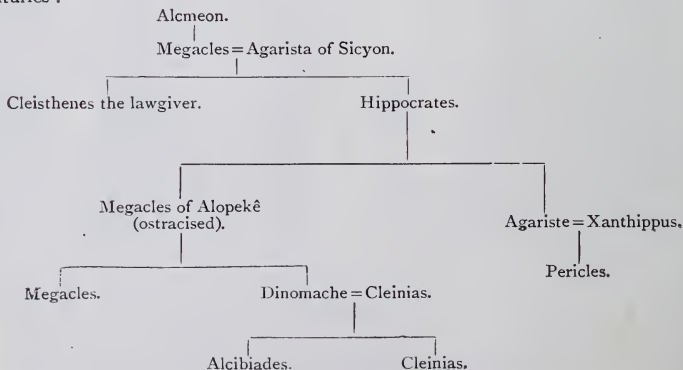 Alcmeon.
Megacles = Agarista of Sicyon.
Cleisthenes the lawgiver. Hippocrates.
Megacles of Alopekê
(ostracised).
Agariste = Xanthippus.
Pericles.
Megacles. Dinomache = Cleinias.
Alcibiades. Cleinias.